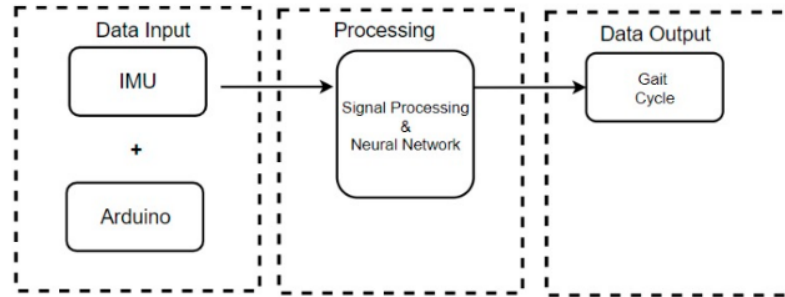 Data Input
IMU
+
Arduino
Processing
Signal Processing
&
Neural Network
Data Output
Gait
Cycle